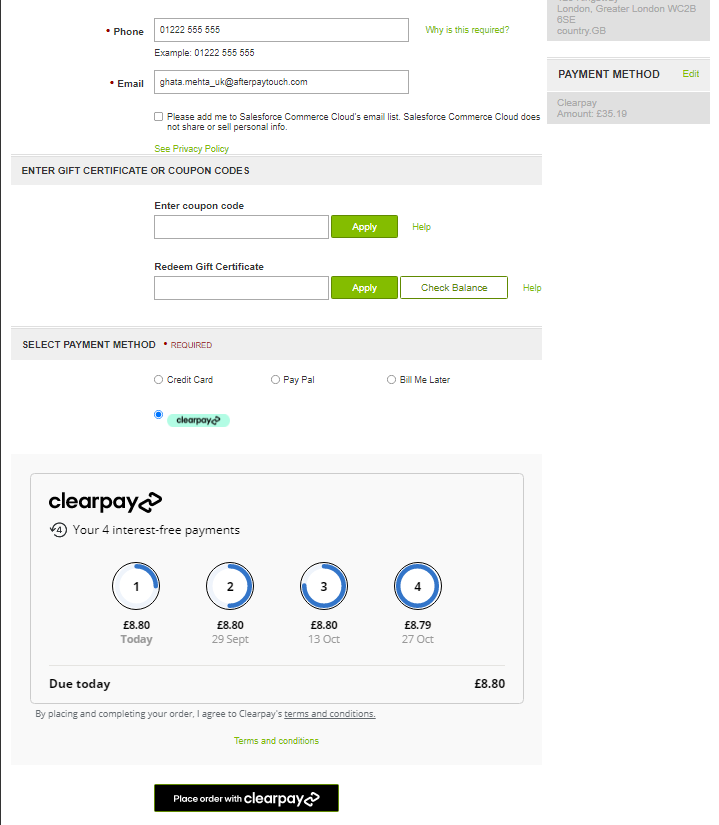 • Phone
01222 555 555
Why is this required?
Example: 01222 555 555
• Email
ghata.mehta_uk@afterpaytouch.com
Please add me to Salesforce Commerce Cloud's email list. Salesforce Commerce Cloud does
not share or sell personal info.
See Privacy Policy
ENTER GIFT CERTIFICATE OR COUPON CODES
Enter coupon code
Apply
Help
Redeem Gift Certificate
Apply
Check Balance
Help
SELECT PAYMENT METHOD • REQUIRED
Credit Card
Pay Pal
Bill Me Later
clearpay
clearpay
4 Your 4 interest-free payments
1 2 3 4
£8.80 £8.80 £8.80 £8.79
Today 29 Sept 13 Oct 27 Oct
Due today £8.80
By placing and completing your order, I agree to Clearpay's terms and conditions.
Terms and conditions
Place order with clearpay
London, Greater London WC2B
6SE
country.GB
PAYMENT METHOD Edit
Clearpay
Amount: £35.19